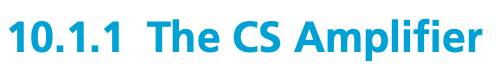 10.1.1 The CS Amplifier